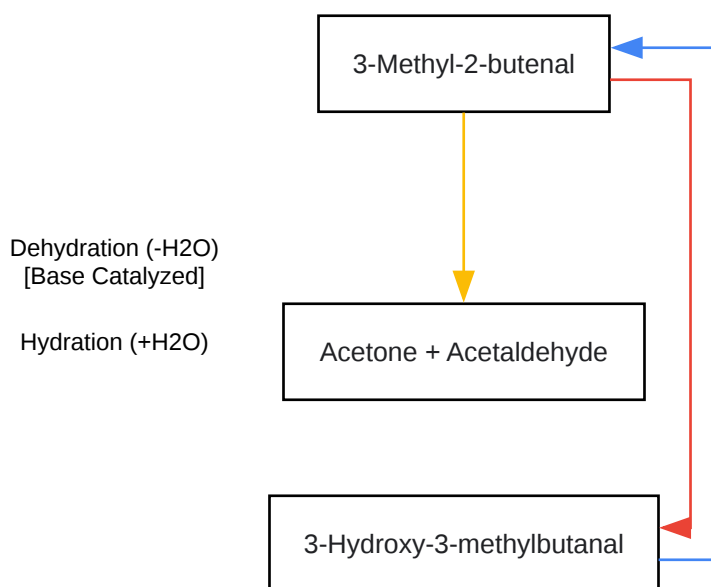 3-Methyl-2-butenal
Dehydration (-H2O)
[Base Catalyzed]
Hydration (+H2O)
Acetone + Acetaldehyde
3-Hydroxy-3-methylbutanal